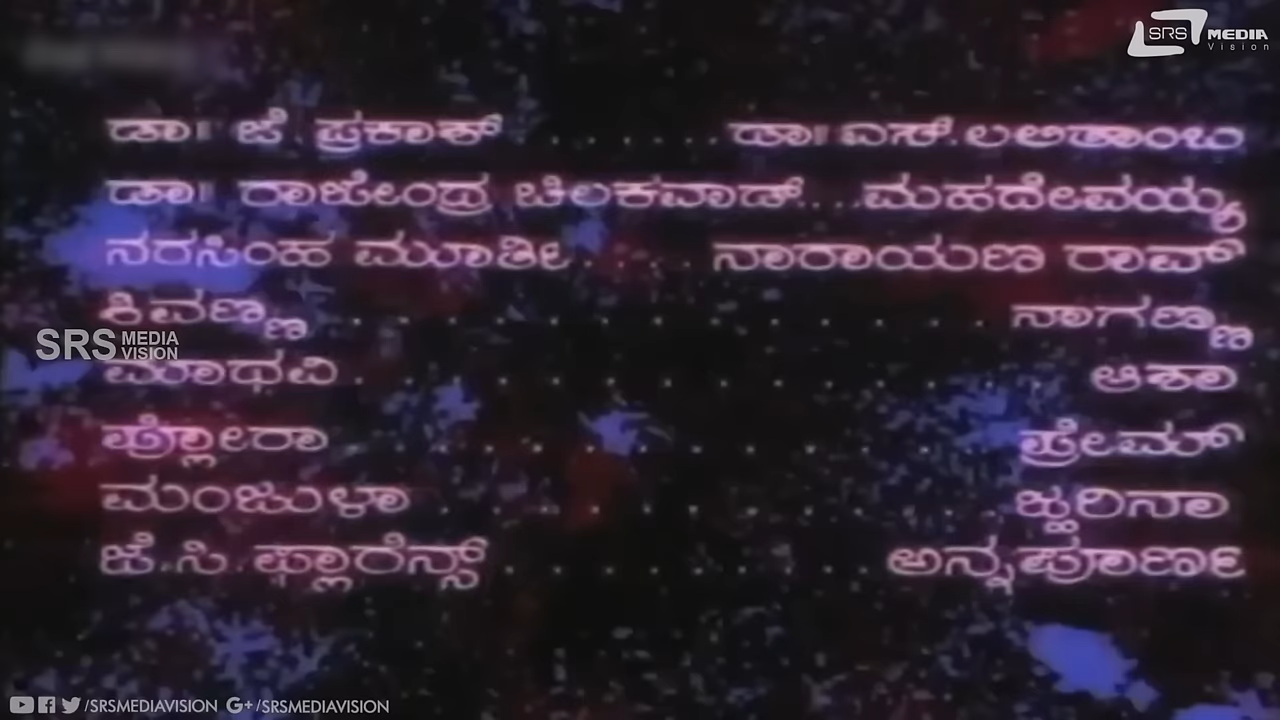 SRS MEDIA Vision
ಡಾ॥ ಜೆ. ಪ್ರಕಾಶ್ . . . . . ಡಾ॥ ಎಸ್.
ಡಾ॥ ರಾಜೇಂದ್ರ ಚಿಲಕವಾಡ್....ಮಹದೇವಯ್ಯ
ನರಸಿಂಹ ಮೂರ್ತಿ . . . . ನಾರಾಯಣ ರಾವ್
ಶಿವಣ್ಣ . . . . . . . . . . . . ನಾಗಣ್ಣ
SRS MEDIA VISION
ಮಾಧವಿ . . . . . . . . . . . . . ಆಶಾ
ಪ್ಲೋರಾ . . . . . . . . . . . ಪ್ರೇಮ್
ಮಂಜುಳಾ . . . . . . . . . . ಜ್ಹರಿನಾ
ಜೆ.ಸಿ.ಫ್ಲಾರೆನ್ಸ್ . . . . . . . . ಅನ್ನಪೂರ್ಣ
/SRSMEDIAVISION G+/SRSMEDIAVISION